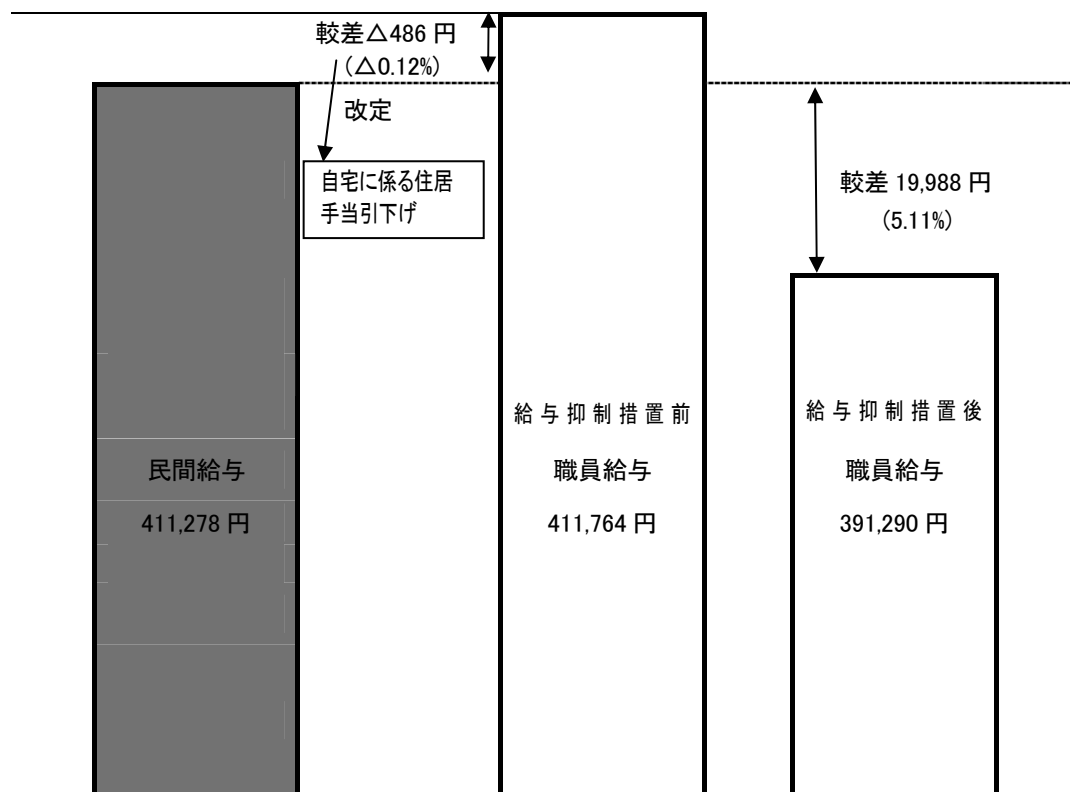 較差△486 円
(△0.12%)
改定
自宅に係る住居
手当引下げ
較差 19,988 円
(5.11%)
給与抑制措置前
給与抑制措置後
民間給与
職員給与
職員給与
411,278 円
411,764 円
391,290 円